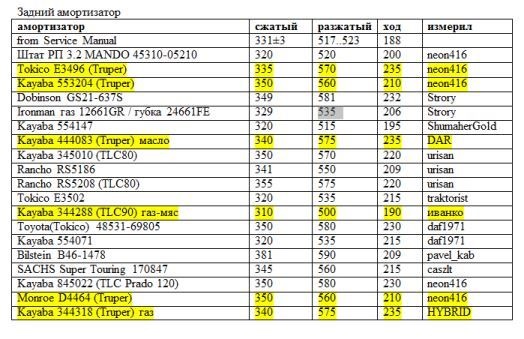 Задний амортизатор
амортизатор сжатый разжатый ход измерил
from Service Manual 331±3 517..523 188
Штат РП 3.2 MANDO 45310-05210 320 520 200 neon416
Tokico E3496 (Truper) 335 570 235 neon416
Kayaba 553204 (Truper) 350 560 210 neon416
Dobinson GS21-637S 349 581 232 Strory
Ironman газ 12661GR / губка 24661FE 329 535 206 Strory
Kayaba 554147 320 515 195 ShumaherGold
Kayaba 444083 (Truper) масло 340 575 235 DAR
Kayaba 345010 (TLC80) 350 570 220 urisan
Rancho RS5186 341 550 209 urisan
Rancho RS5208 (TLC80) 355 575 220 urisan
Tokico E3502 320 535 215 traktorist
Kayaba 344288 (TLC90) газ-мяс 310 500 190 иванко
Toyota(Tokico) 48531-69805 350 580 230 daf1971
Kayaba 554071 320 535 215 daf1971
Bilstein B46-1478 381 590 209 pavel_kab
SACHS Super Touring 170847 345 560 215 caszlt
Kayaba 845022 (TLC Prado 120) 350 580 230 neon416
Monroe D4464 (Truper) 350 560 210 neon416
Kayaba 344318 (Truper) газ 340 575 235 HYBRID